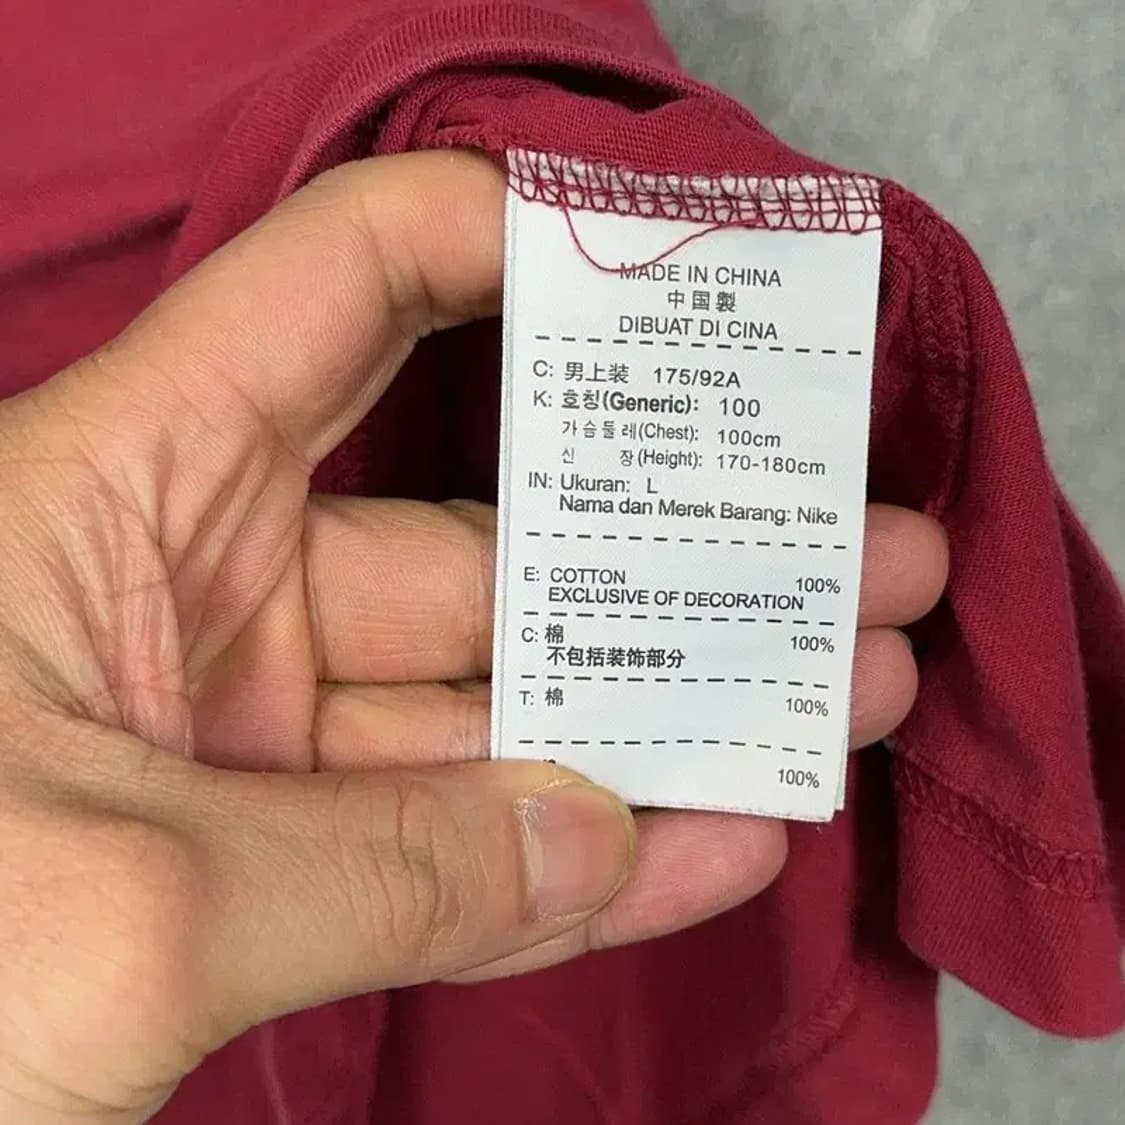 MADE IN CHINA
中国製
DIBUAT DI CINA
C: 男上装 175/92A
K: 호칭(Generic): 100
가슴둘레(Chest): 100cm
신 장(Height): 170-180cm
IN: Ukuran: L
Nama dan Merek Barang: Nike
E: COTTON 100%
EXCLUSIVE OF DECORATION
C: 棉 100%
不包括装饰部分
T: 棉 100%
100%